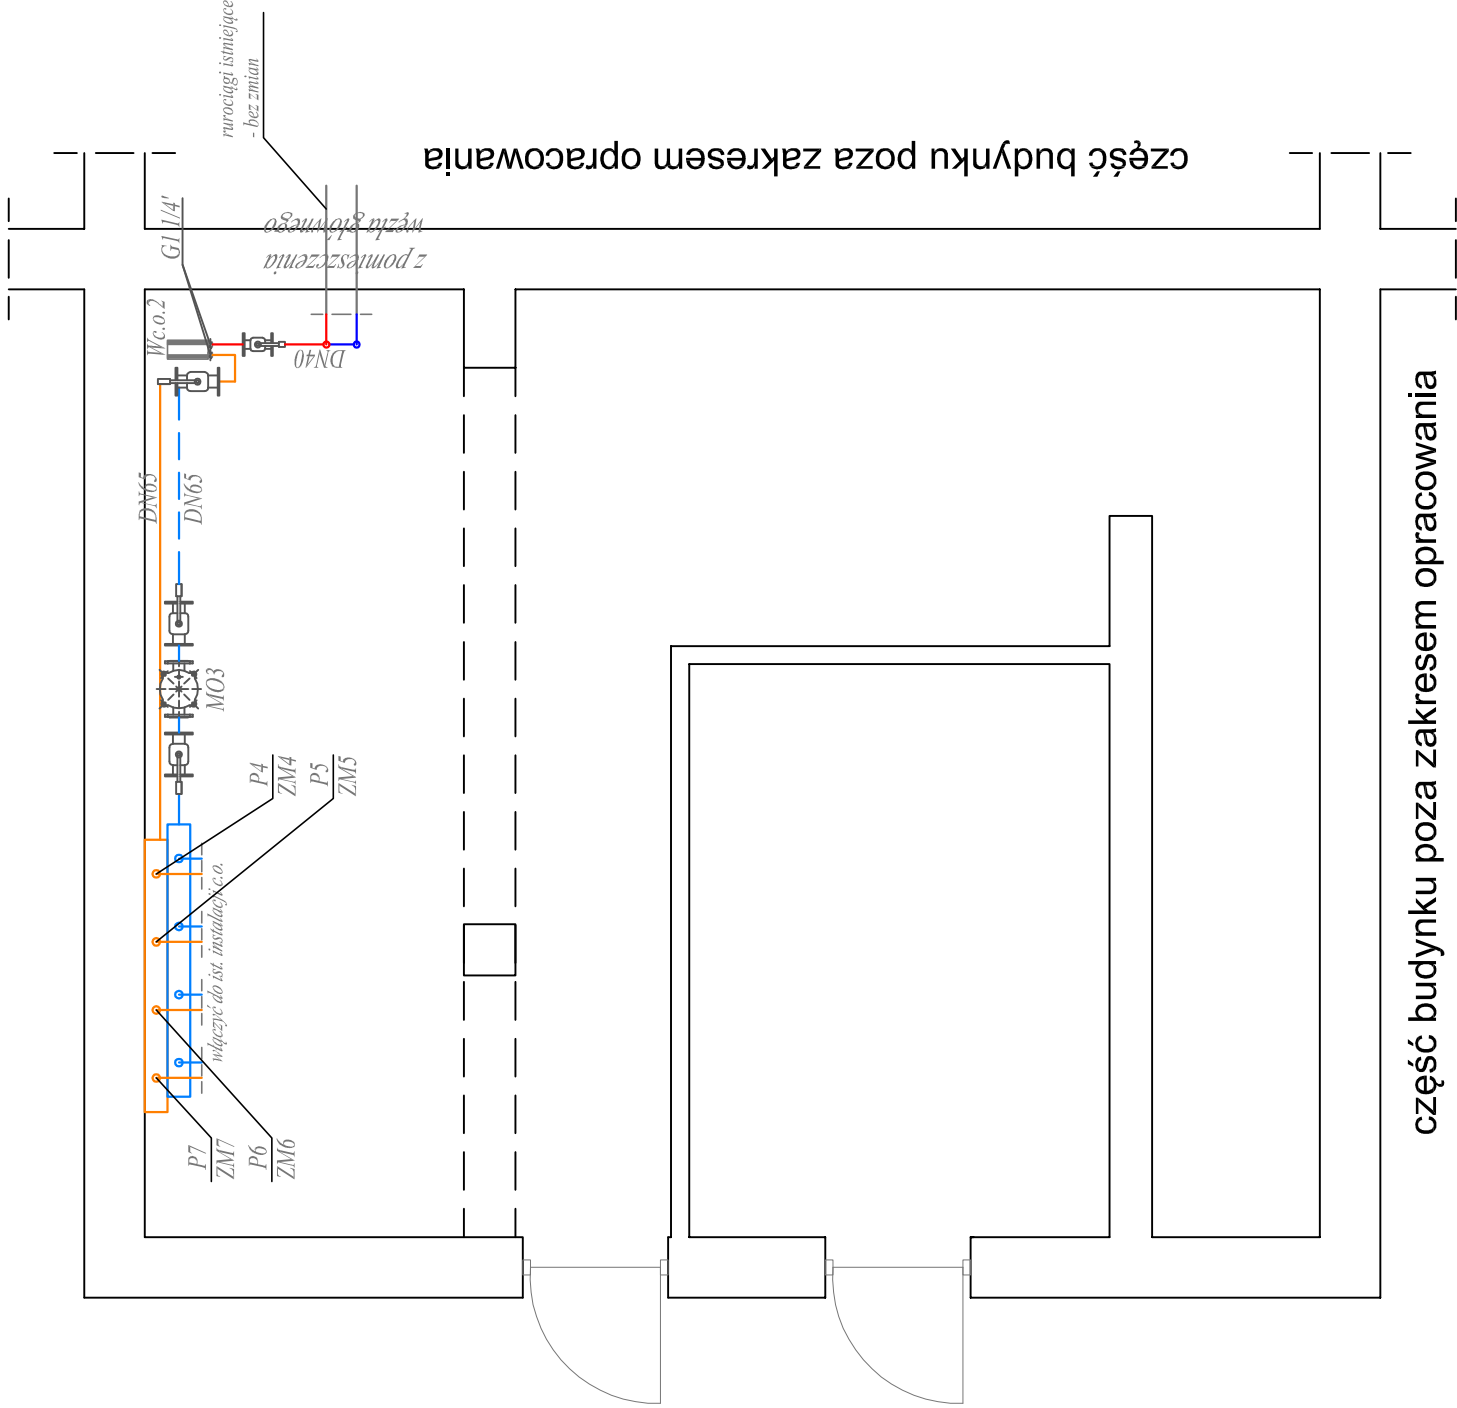 rurociągi istniejące
- bez zmian
część budynku poza zakresem opracowania
G1 1/4'
z pomieszczenia
węzła głównego
Wc.o.2
DN40
DN65
DN65
MO3
P4
ZM4
P5
ZM5
włączyć do ist. instalacji c.o.
P7
ZM7
P6
ZM6
część budynku poza zakresem opracowania